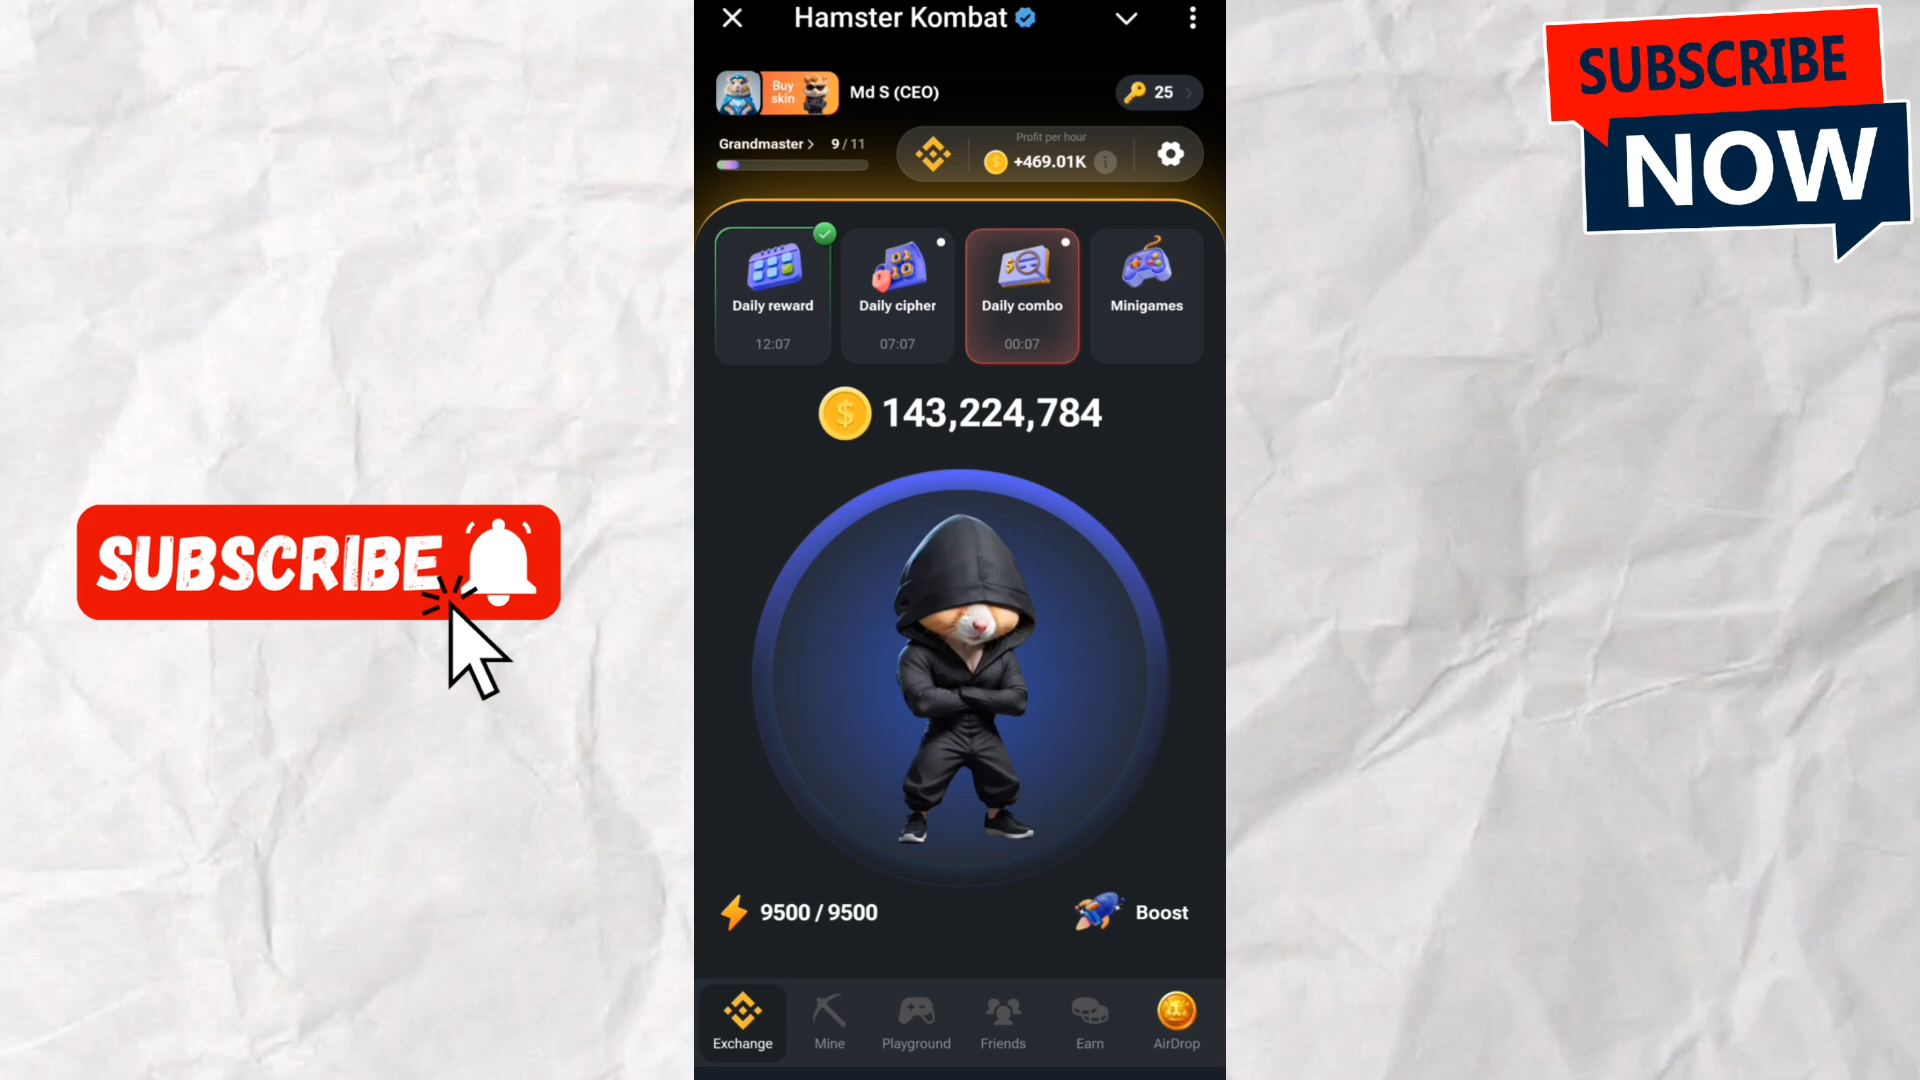 Hamster Kombat
SUBSCRIBE
NOW
Buy
skin
Md S (CEO)
25
Grandmaster > 9 / 11
Profit per hour
+469.01K
Daily reward
12:07
Daily cipher
07:07
Daily combo
00:07
Minigames
143,224,784
SUBSCRIBE
9500 / 9500
Boost
Exchange
Mine
Playground
Friends
Earn
AirDrop